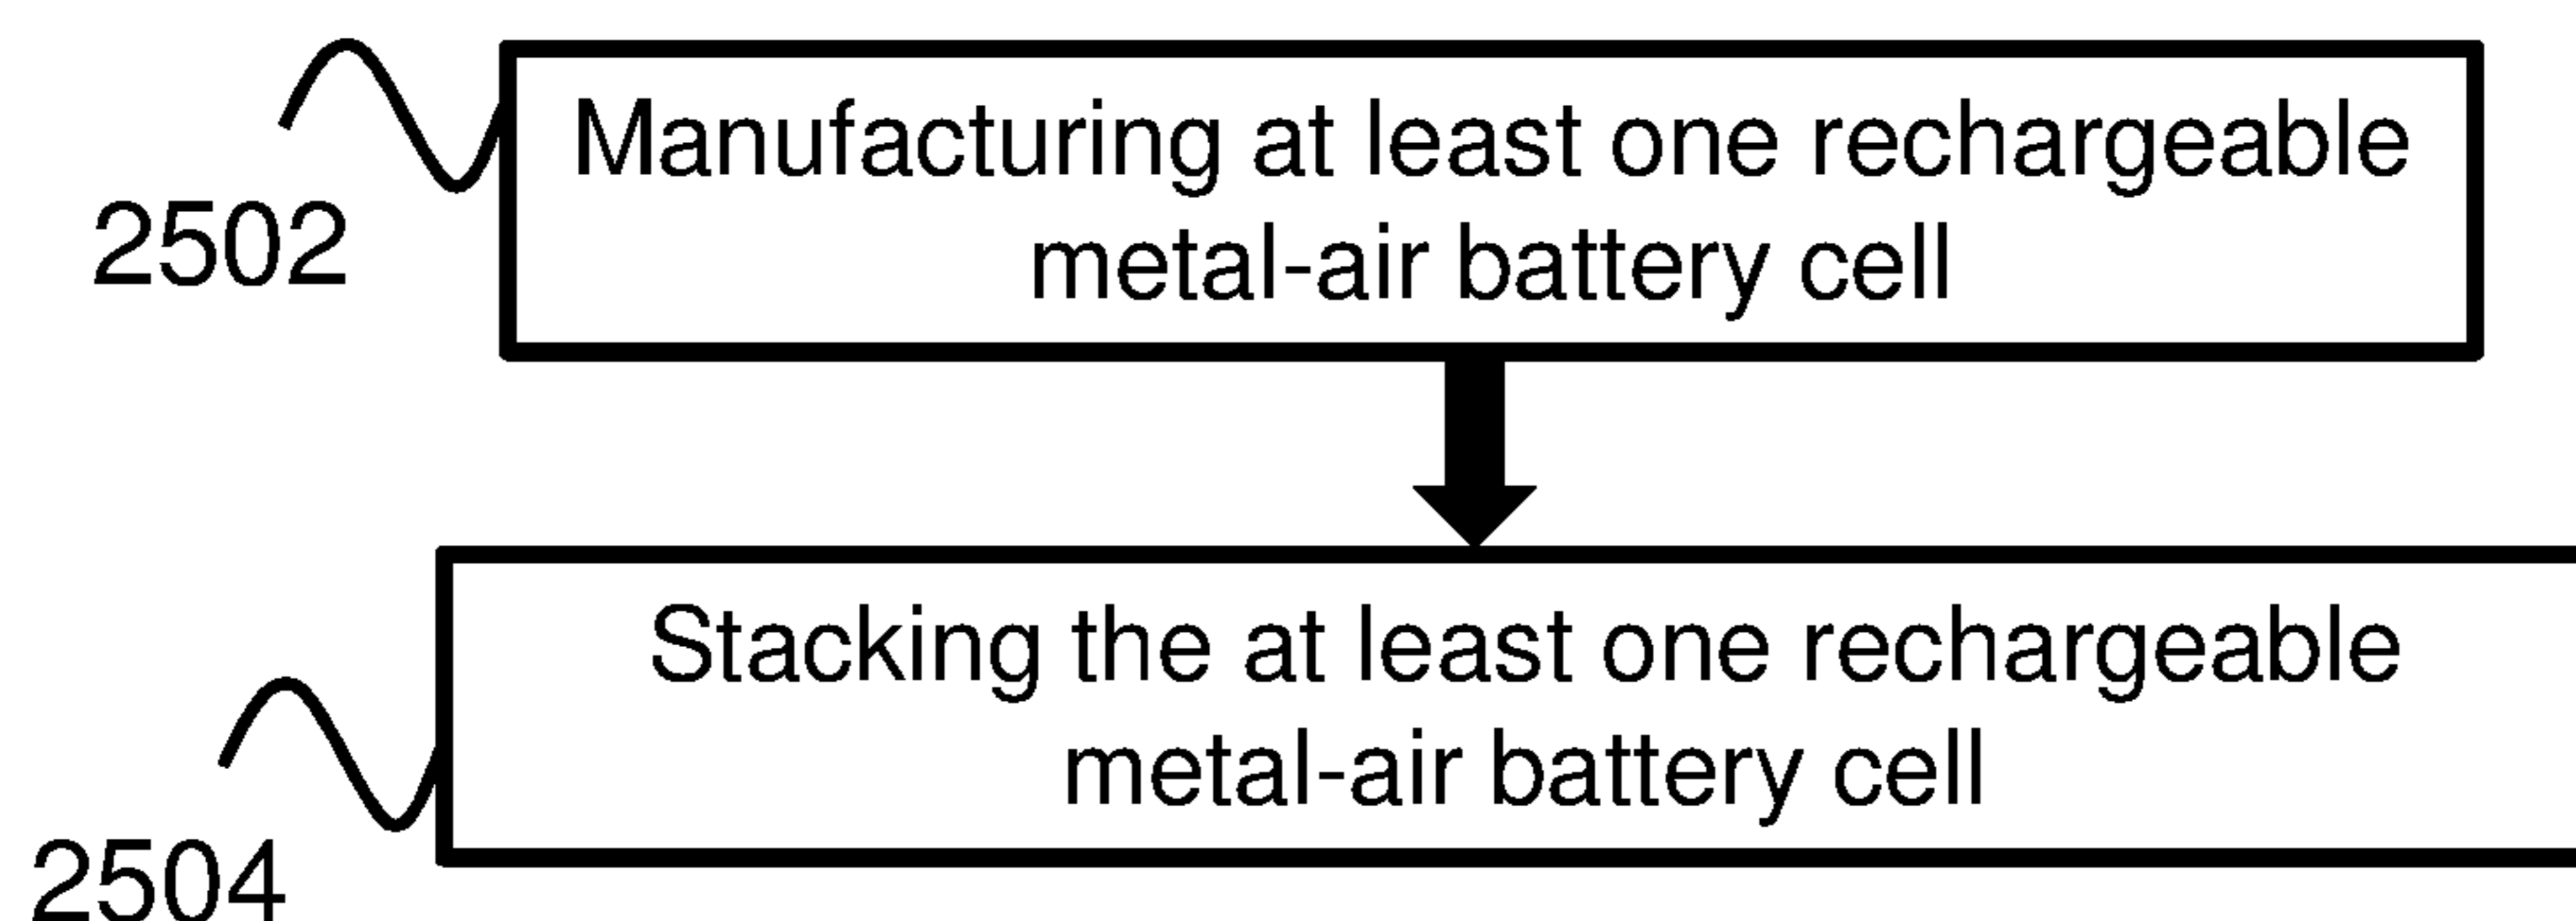 Manufacturing at least one rechargeable
metal-air battery cell
2502
Stacking the at least one rechargeable
metal-air battery cell
2504